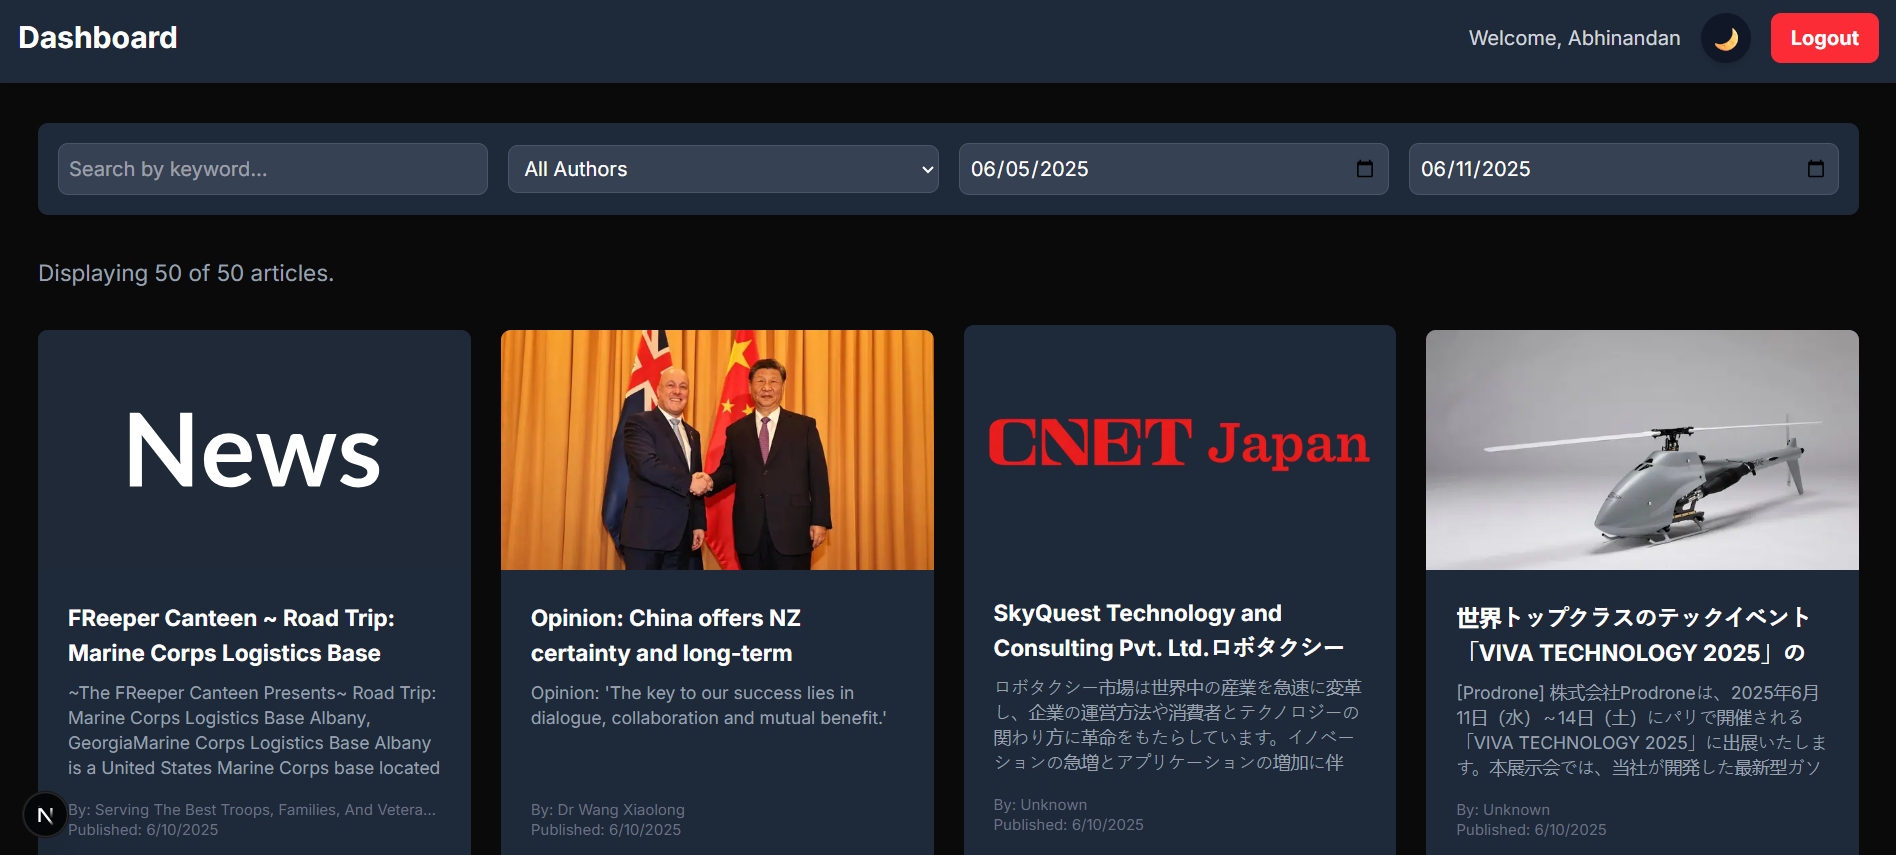 Dashboard
Welcome, Abhinandan
Logout
Search by keyword...
All Authors
06/05/2025
06/11/2025
Displaying 50 of 50 articles.
News
FReeper Canteen ~ Road Trip:
Marine Corps Logistics Base
~The FReeper Canteen Presents~ Road Trip:
Marine Corps Logistics Base Albany,
GeorgiaMarine Corps Logistics Base Albany
is a United States Marine Corps base located
By: Serving The Best Troops, Families, And Vetera...
Published: 6/10/2025
N
Opinion: China offers NZ
certainty and long-term
Opinion: 'The key to our success lies in
dialogue, collaboration and mutual benefit.'
By: Dr Wang Xiaolong
Published: 6/10/2025
CNET Japan
SkyQuest Technology and
Consulting Pvt. Ltd.ロボタクシー
ロボタクシー市場は世界中の産業を急速に変革
し、企業の運営方法や消費者とテクノロジーの
関わり方に革命をもたらしています。イノベー
ションの急増とアプリケーションの増加に伴
By: Unknown
Published: 6/10/2025
世界トップクラスのテックイベント
「VIVA TECHNOLOGY 2025」の
[Prodrone] 株式会社Prodroneは、2025年6月
11日（水）~14日（土）にパリで開催される
「VIVA TECHNOLOGY 2025」に出展いたしま
す。本展示会では、当社が開発した最新型ガソ
By: Unknown
Published: 6/10/2025